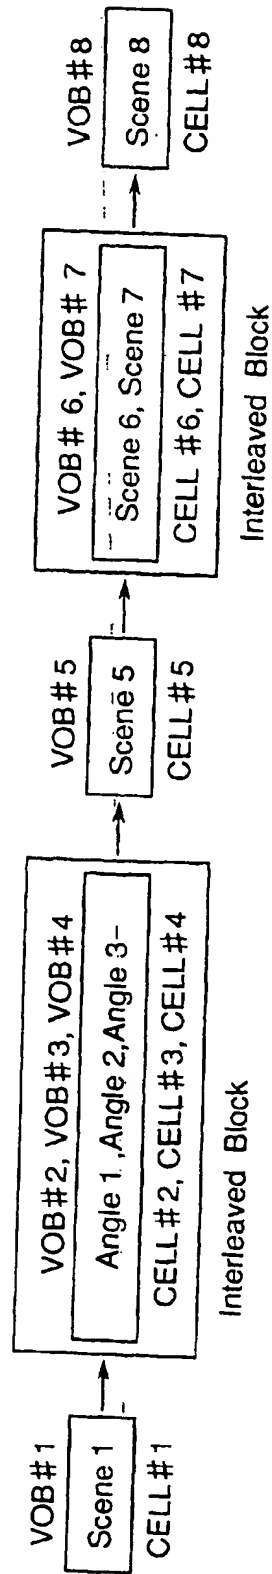 VOB#1
Scene 1
CELL#1
VOB#2, VOB#3, VOB#4
Angle 1, Angle 2, Angle 3
CELL#2, CELL#3, CELL#4
Interleaved Block
VOB#5
Scene 5
CELL#5
VOB# 6, VOB# 7
Scene 6, Scene 7
CELL #6, CELL #7
Interleaved Block
VOB#8
Scene 8
CELL#8